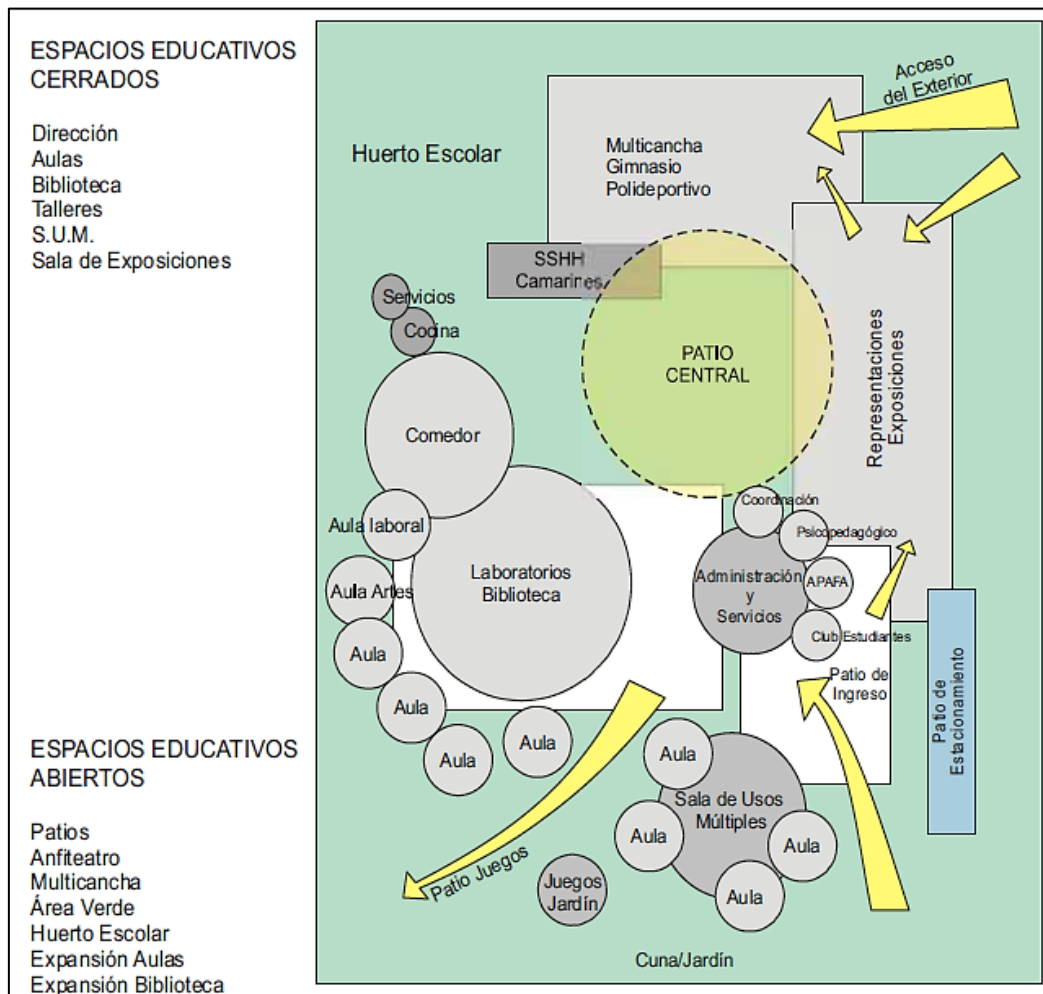 ESPACIOS EDUCATIVOS
CERRADOS
Dirección
Aulas
Biblioteca
Talleres
S.U.M.
Sala de Exposiciones
ESPACIOS EDUCATIVOS
ABIERTOS
Patios
Anfiteatro
Multicancha
Área Verde
Huerto Escolar
Expansión Aulas
Expansión Biblioteca
Acceso
del Exterior
Huerto Escolar
Multicancha
Gimnasio
Polideportivo
SSHH
Camarines
Servicios
Cocina
PATIO
CENTRAL
Representaciones
Exposiciones
Comedor
Coordinación
Aula laboral
Psicopedagógico
Laboratorios
Biblioteca
Administración
y
Servicios
APAFA
Aula Artes
Club Estudiantes
Aula
Patio de
Ingreso
Patio de
Estacionamiento
Aula
Aula
Aula
Aula
Sala de Usos
Múltiples
Aula
Aula
Aula
Patio Juegos
Juegos
Jardín
Cuna/Jardín